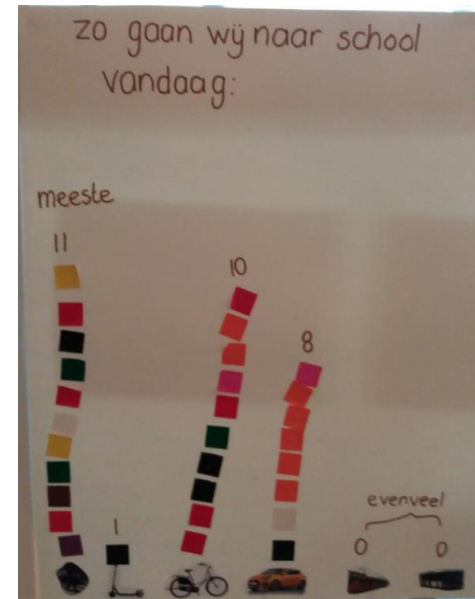 zo gaan wij naar school
vandaag:
meeste
11
1
10
8
evenveel
0 0